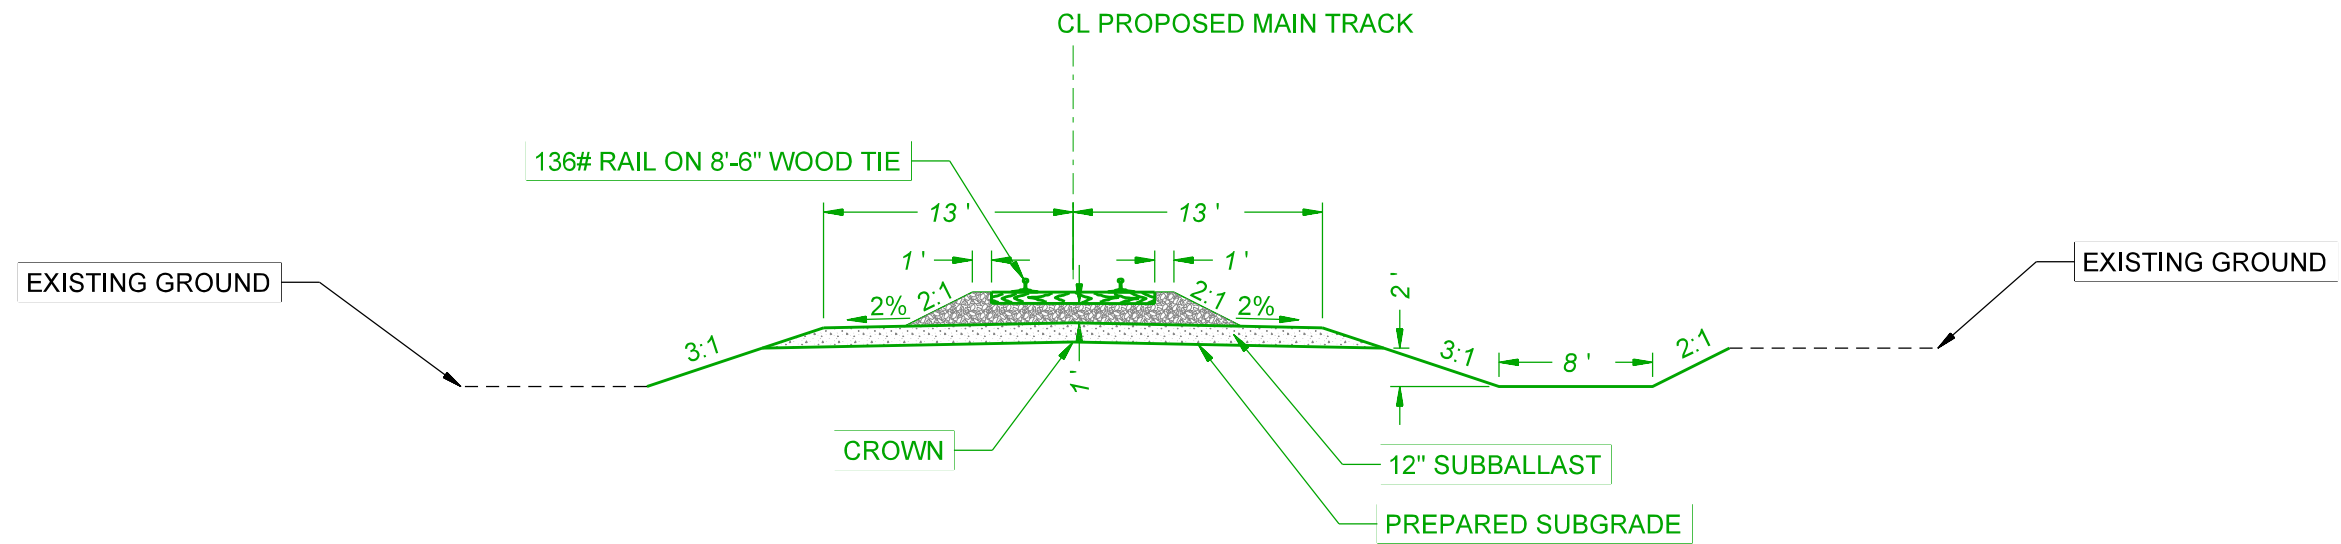 CL PROPOSED MAIN TRACK
136# RAIL ON 8'-6" WOOD TIE
13 '
13 '
1 '
1 '
EXISTING GROUND
EXISTING GROUND
2%
2:1
2:1
2%
2 '
3:1
3:1
8 '
2:1
1 '
CROWN
12" SUBBALLAST
PREPARED SUBGRADE